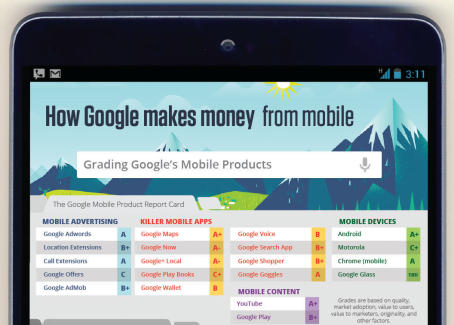 3:11
How Google makes money from mobile
Grading Google's Mobile Products
The Google Mobile Product Report Card
MOBILE ADVERTISING
Google Adwords A
Location Extensions B+
Call Extensions A
Google Offers C
Google AdMob B+
KILLER MOBILE APPS
Google Maps A+
Google Now A-
Google+ Local A-
Google Play Books C+
Google Wallet B
Google Voice B
Google Search App B+
Google Shopper B+
Google Goggles A
MOBILE CONTENT
YouTube A+
Google Play B+
MOBILE DEVICES
Android A+
Motorola C+
Chrome (mobile) A
Google Glass TBD
Grades are based on quality,
market adoption, value to users,
value to marketers, originality, and
other factors.